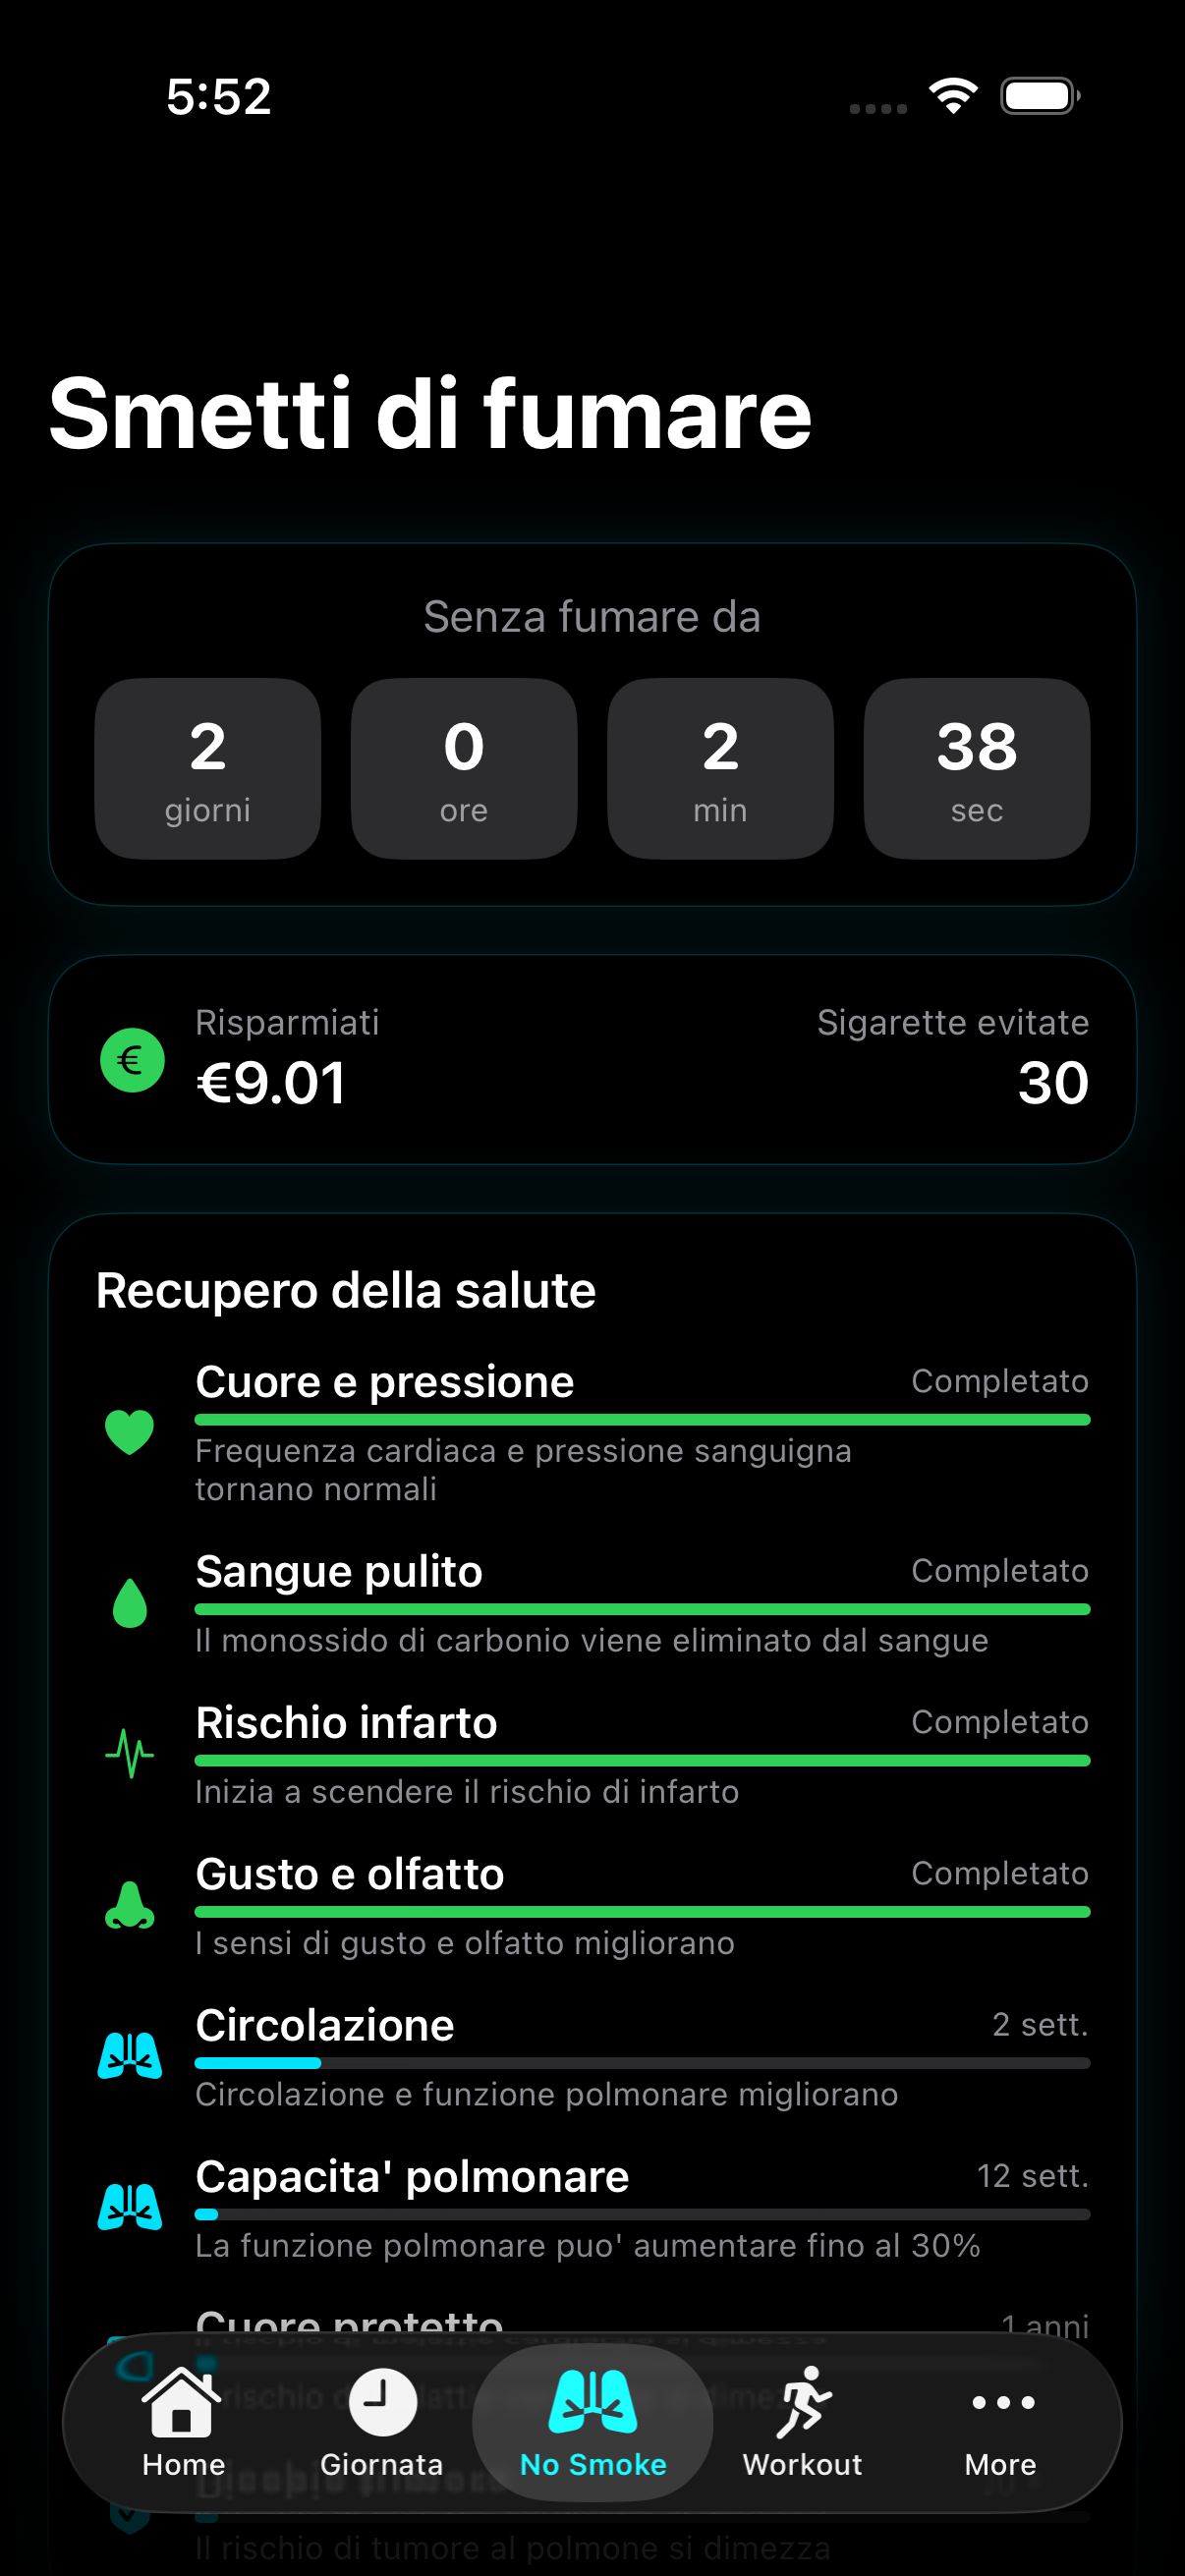 5:52
Smetti di fumare
Senza fumare da
2 0 2 38
giorni ore min sec
Risparmiati Sigarette evitate
€9.01 30
Recupero della salute
Cuore e pressione Completato
Frequenza cardiaca e pressione sanguigna
tornano normali
Sangue pulito Completato
Il monossido di carbonio viene eliminato dal sangue
Rischio infarto Completato
Inizia a scendere il rischio di infarto
Gusto e olfatto Completato
I sensi di gusto e olfatto migliorano
Circolazione 2 sett.
Circolazione e funzione polmonare migliorano
Capacita' polmonare 12 sett.
La funzione polmonare puo' aumentare fino al 30%
Cuore protetto 1 anni
Home Giornata No Smoke Workout More
Il rischio di tumore al polmone si dimezza